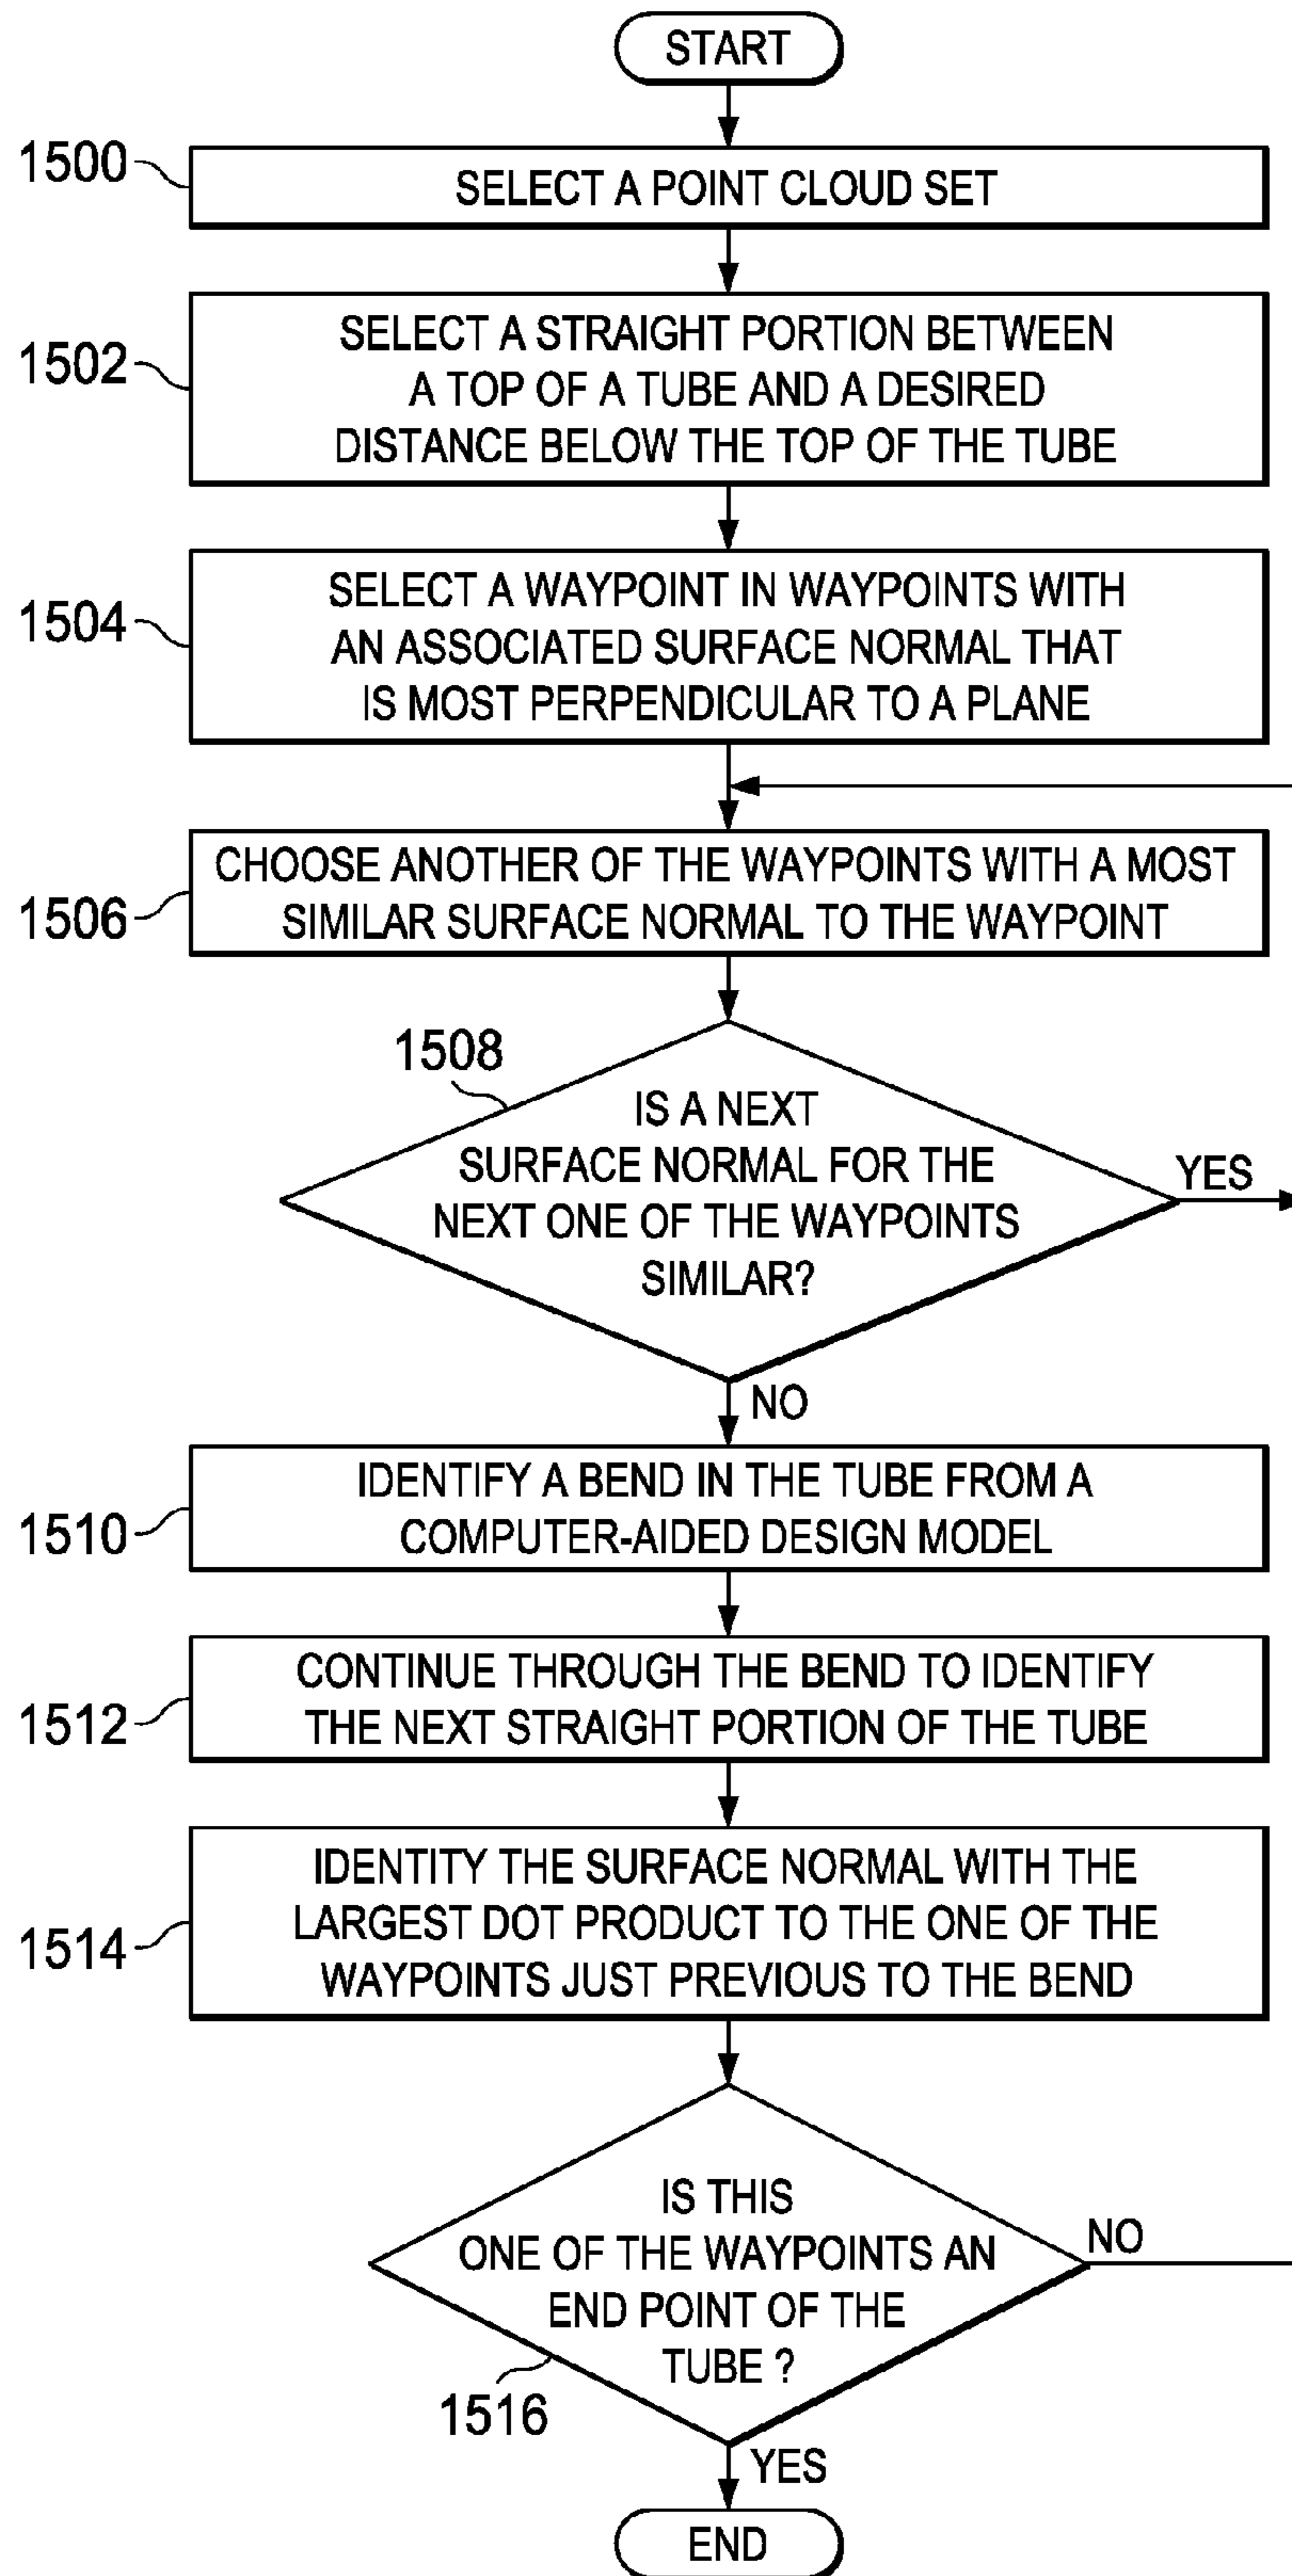 START
1500
SELECT A POINT CLOUD SET
1502
SELECT A STRAIGHT PORTION BETWEEN
A TOP OF A TUBE AND A DESIRED
DISTANCE BELOW THE TOP OF THE TUBE
1504
SELECT A WAYPOINT IN WAYPOINTS WITH
AN ASSOCIATED SURFACE NORMAL THAT
IS MOST PERPENDICULAR TO A PLANE
1506
CHOOSE ANOTHER OF THE WAYPOINTS WITH A MOST
SIMILAR SURFACE NORMAL TO THE WAYPOINT
1508
IS A NEXT
SURFACE NORMAL FOR THE
NEXT ONE OF THE WAYPOINTS
SIMILAR?
YES
NO
1510
IDENTIFY A BEND IN THE TUBE FROM A
COMPUTER-AIDED DESIGN MODEL
1512
CONTINUE THROUGH THE BEND TO IDENTIFY
THE NEXT STRAIGHT PORTION OF THE TUBE
1514
IDENTITY THE SURFACE NORMAL WITH THE
LARGEST DOT PRODUCT TO THE ONE OF THE
WAYPOINTS JUST PREVIOUS TO THE BEND
IS THIS
ONE OF THE WAYPOINTS AN
END POINT OF THE
TUBE ?
NO
1516
YES
END